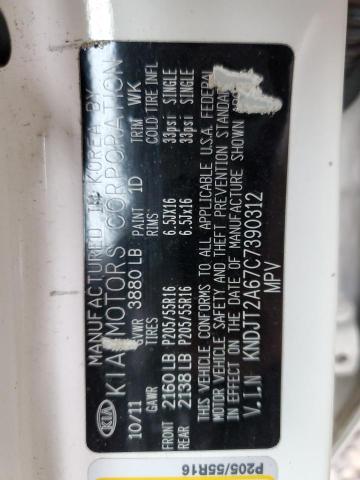 MANUFACTURED IN KOREA BY
KIA KIA MOTORS CORPORATION
10/11 GVWR 3880 LB PAINT 1D TRIM WK
GAWR TIRES RIMS COLD TIRE INFL
FRONT 2160 LB P205/55R16 6.5JX16 33psi SINGLE
REAR 2138 LB P205/55R16 6.5Jx16 33psi SINGLE
THIS VEHICLE CONFORMS TO ALL APPLICABLE U.S.A. FEDERAL
MOTOR VEHICLE SAFETY AND THEFT PREVENTION STANDARD
IN EFFECT ON THE DATE OF MANUFACTURE SHOWN
V.I.N KNDJT2A67C7390312
MPV
P205/55R16